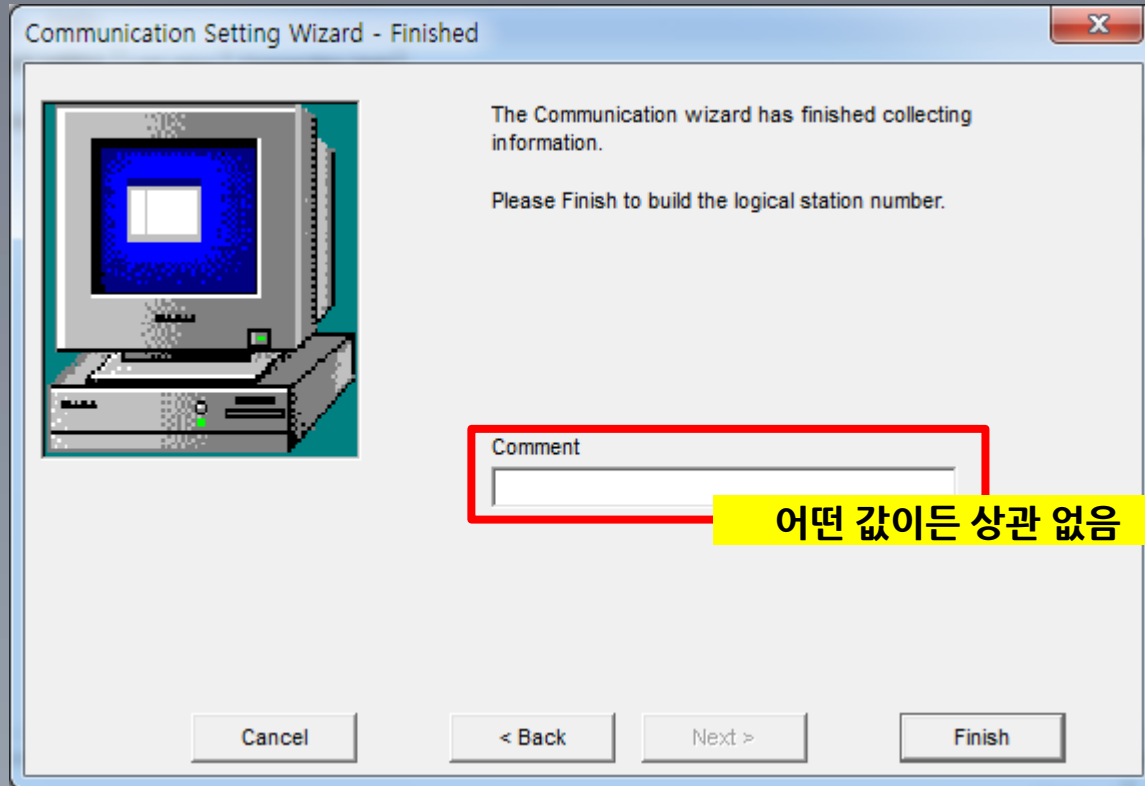 Communication Setting Wizard - Finished
The Communication wizard has finished collecting
information.
Please Finish to build the logical station number.
Comment
어떤 값이든 상관 없음
Cancel
< Back
Next >
Finish